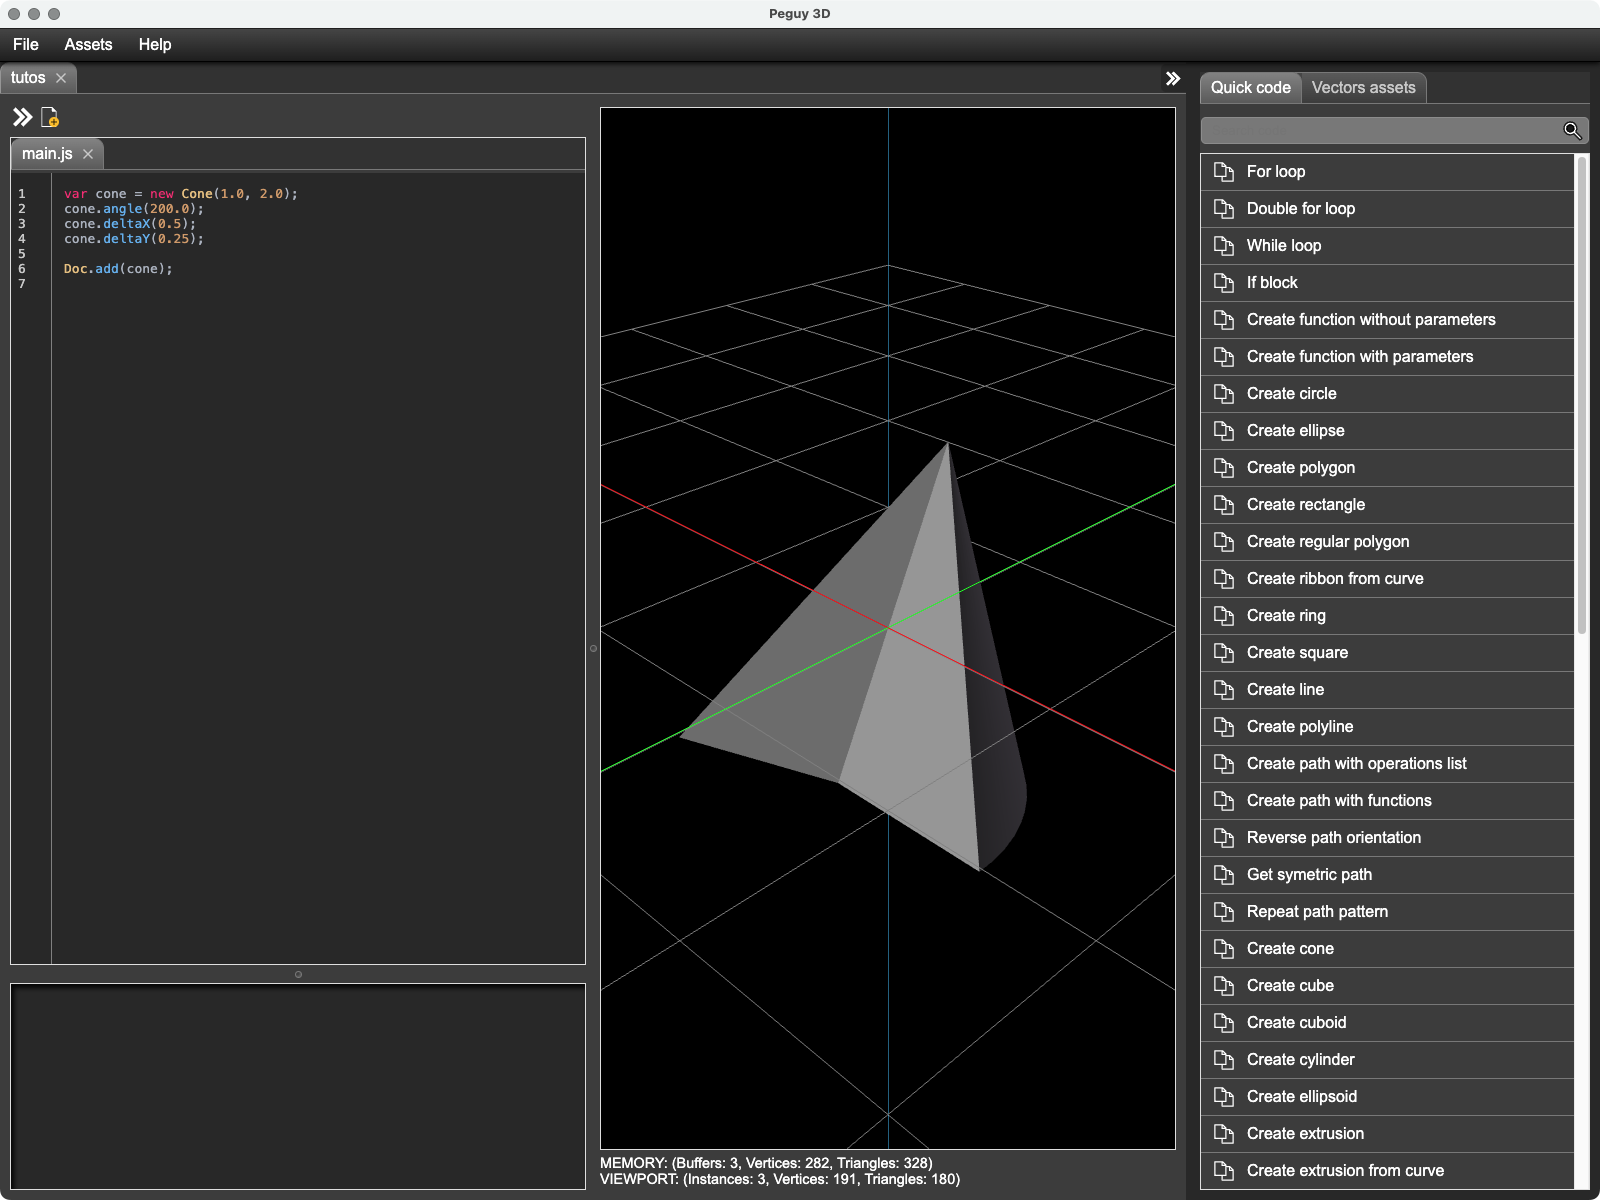 Peguy 3D
File Assets Help
tutos
main.js
1 var cone = new Cone(1.0, 2.0);
2 cone.angle(200.0);
3 cone.deltaX(0.5);
4 cone.deltaY(0.25);
5
6 Doc.add(cone);
7
MEMORY: (Buffers: 3, Vertices: 282, Triangles: 328)
VIEWPORT: (Instances: 3, Vertices: 191, Triangles: 180)
Quick code Vectors assets
For loop
Double for loop
While loop
If block
Create function without parameters
Create function with parameters
Create circle
Create ellipse
Create polygon
Create rectangle
Create regular polygon
Create ribbon from curve
Create ring
Create square
Create line
Create polyline
Create path with operations list
Create path with functions
Reverse path orientation
Get symetric path
Repeat path pattern
Create cone
Create cube
Create cuboid
Create cylinder
Create ellipsoid
Create extrusion
Create extrusion from curve